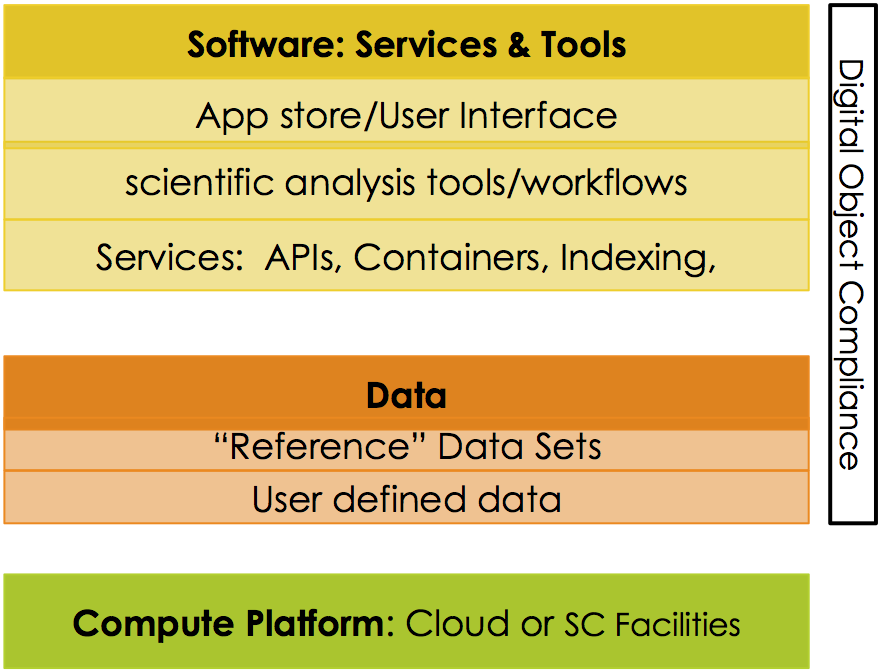 Software: Services & Tools
App store/User Interface
scientific analysis tools/workflows
Services:  APIs, Containers, Indexing,
Data
“Reference” Data Sets
User defined data
Compute Platform: Cloud or SC Facilities
Digital Object Compliance